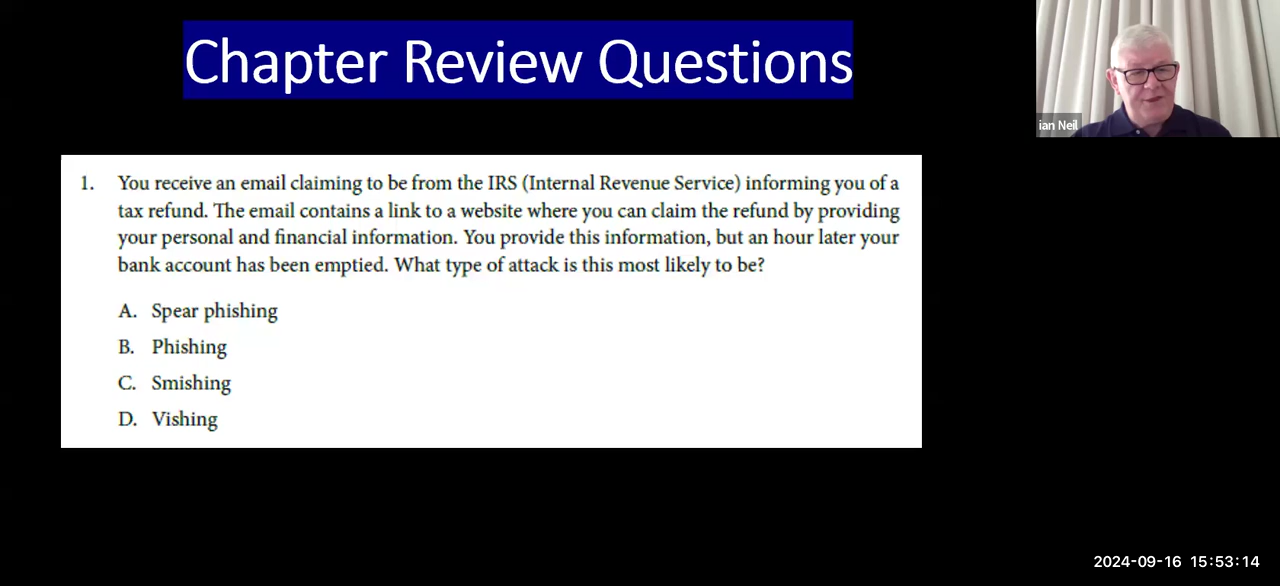 Chapter Review Questions
ian Neil
1. You receive an email claiming to be from the IRS (Internal Revenue Service) informing you of a
tax refund. The email contains a link to a website where you can claim the refund by providing
your personal and financial information. You provide this information, but an hour later your
bank account has been emptied. What type of attack is this most likely to be?
A. Spear phishing
B. Phishing
C. Smishing
D. Vishing
2024-09-16 15:53:14